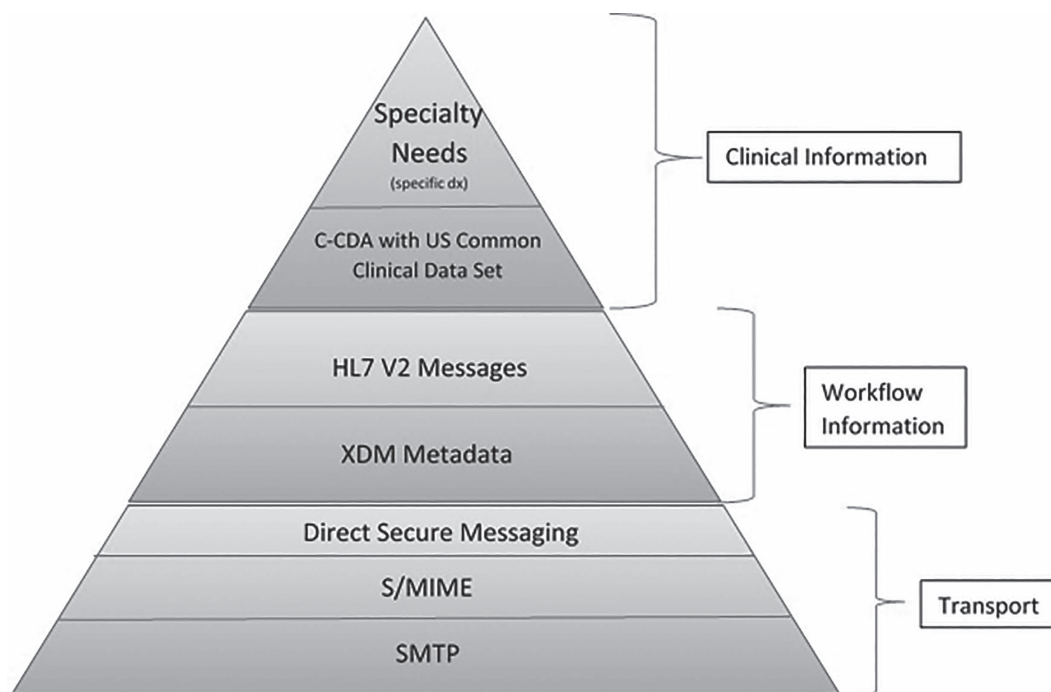 Specialty
Needs
(specific dx)
Clinical Information
C-CDA with US Common
Clinical Data Set
HL7 V2 Messages
Workflow
Information
XDM Metadata
Direct Secure Messaging
S/MIME
Transport
SMTP